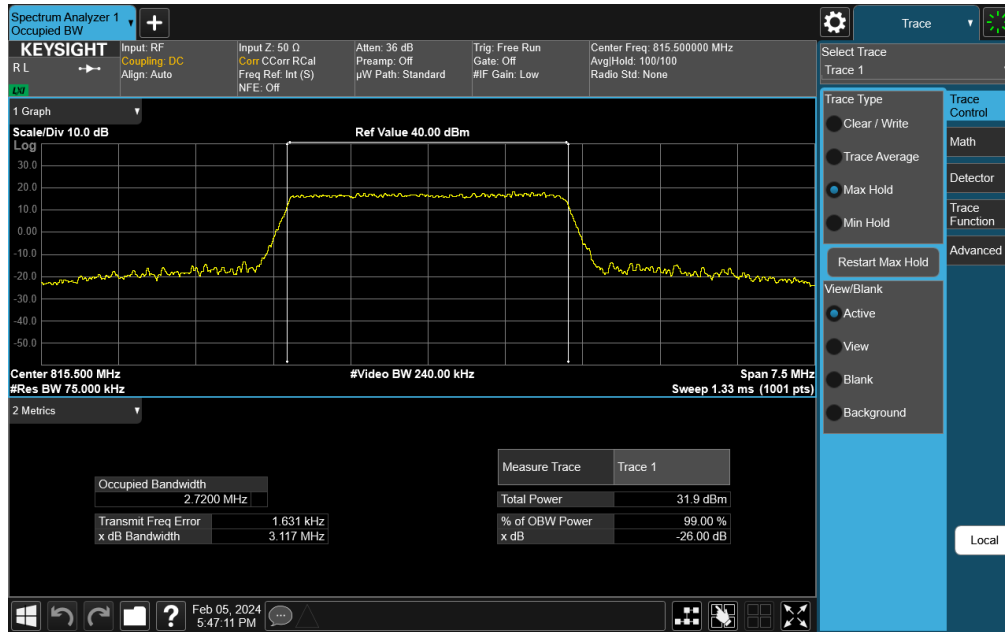 Spectrum Analyzer 1
Occupied BW
Trace
KEYSIGHT
R L
LXI
Input: RF
Coupling: DC
Align: Auto
Input Z: 50 Ω
Corr CCorr RCal
Freq Ref: Int (S)
NFE: Off
Atten: 36 dB
Preamp: Off
µW Path: Standard
Trig: Free Run
Gate: Off
#IF Gain: Low
Center Freq: 815.500000 MHz
Avg|Hold: 100/100
Radio Std: None
Select Trace
Trace 1
1 Graph
Scale/Div 10.0 dB
Ref Value 40.00 dBm
Log
30.0
20.0
10.0
0.00
-10.0
-20.0
-30.0
-40.0
-50.0
Center 815.500 MHz
#Video BW 240.00 kHz
Span 7.5 MHz
#Res BW 75.000 kHz
Sweep 1.33 ms (1001 pts)
Trace Type
Clear / Write
Trace Average
Max Hold
Min Hold
Restart Max Hold
View/Blank
Active
View
Blank
Background
Trace
Control
Math
Detector
Trace
Function
Advanced
Local
2 Metrics
Measure Trace Trace 1
Occupied Bandwidth
2.7200 MHz
Total Power 31.9 dBm
Transmit Freq Error 1.631 kHz
% of OBW Power 99.00 %
x dB Bandwidth 3.117 MHz
x dB -26.00 dB
?
Feb 05, 2024
5:47:11 PM